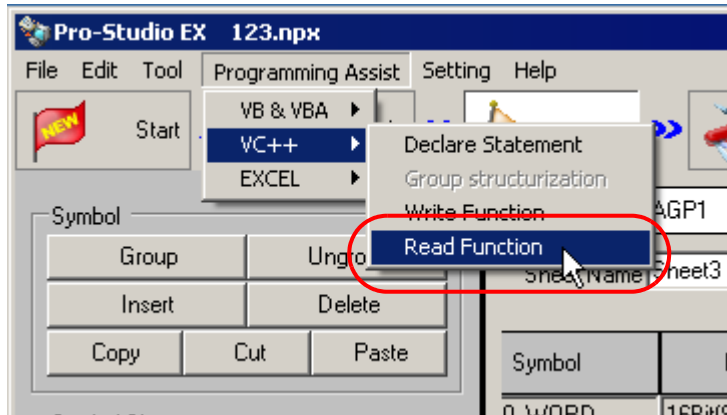 Pro-Studio EX 123.npx
File Edit Tool Programming Assist Setting Help
NEW Start
VB & VBA
VC++
EXCEL
Declare Statement
Group structurization
Write Function
Read Function
AGP1
Sheet Name Sheet3
Symbol
Group
Insert Delete
Copy Cut Paste
Symbol
0 WORD